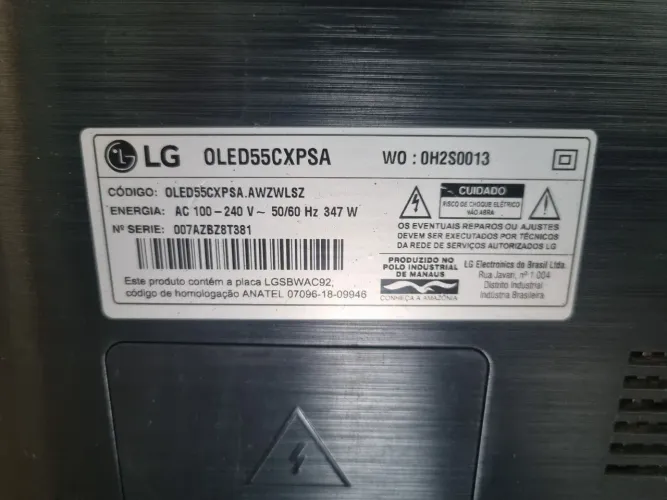 LG OLED55CXPSA WO : 0H2S0013
CÓDIGO: OLED55CXPSA.AWZWLSZ
ENERGIA: AC 100-240 V~ 50/60 Hz 347 W
Nº SERIE: 007AZBZ8T381
Este produto contém a placa LGSBWAC92,
código de homologação ANATEL 07096-18-09946
CUIDADO
RISCO DE CHOQUE ELÉTRICO
NÃO ABRA
OS EVENTUAIS REPAROS OU AJUSTES
DEVEM SER EXECUTADOS POR TÉCNICOS
DA REDE DE SERVIÇOS AUTORIZADOS LG
PRODUZIDO NO
POLO INDUSTRIAL
DE MANAUS
CONHEÇA A AMAZÔNIA
LG Electronics do Brasil Ltda.
Rua Javari, nº 1.004
Distrito Industrial
Indústria Brasileira